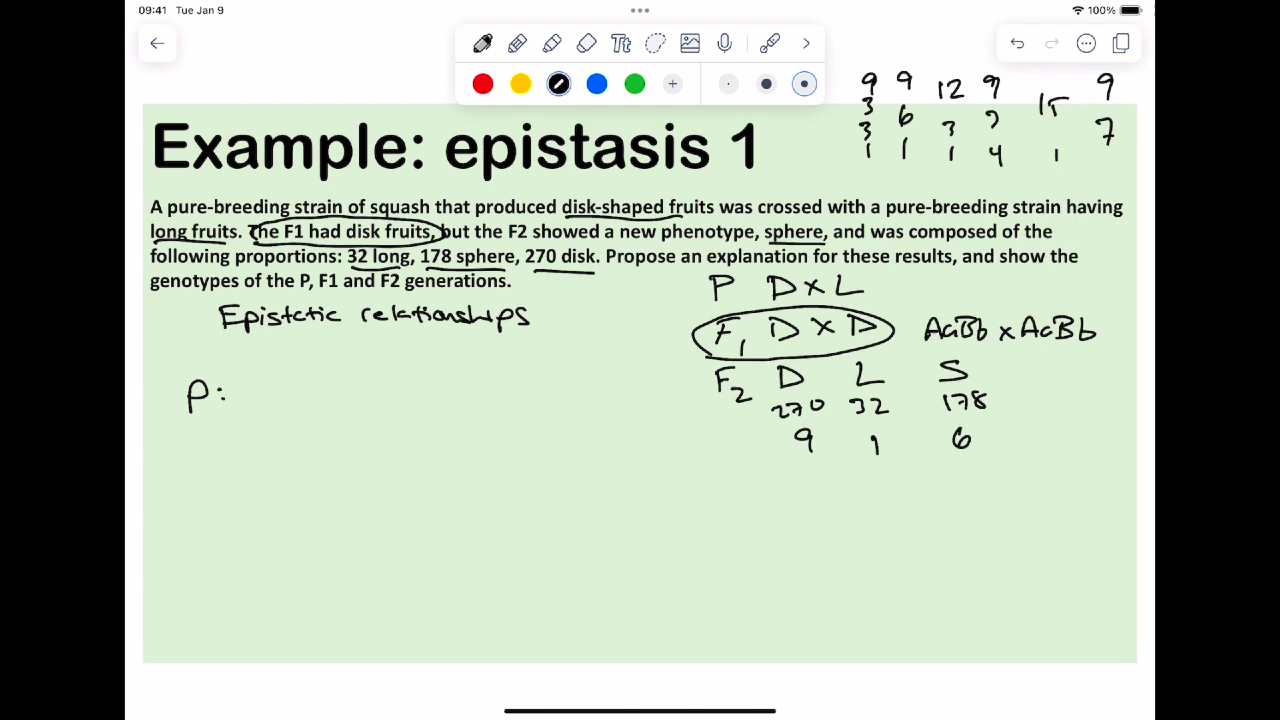 09:41 Tue Jan 9
100%
Tt
9 9 12 9 15 9
3 6 3 3 7
3 1 1 4 1
1
Example: epistasis 1
A pure-breeding strain of squash that produced disk-shaped fruits was crossed with a pure-breeding strain having
long fruits. The F1 had disk fruits, but the F2 showed a new phenotype, sphere, and was composed of the
following proportions: 32 long, 178 sphere, 270 disk. Propose an explanation for these results, and show the
genotypes of the P, F1 and F2 generations.
Epistatic relationships
P D x L
F1 D x D AaBb x AaBb
F2 D L S
270 32 178
9 1 6
P: